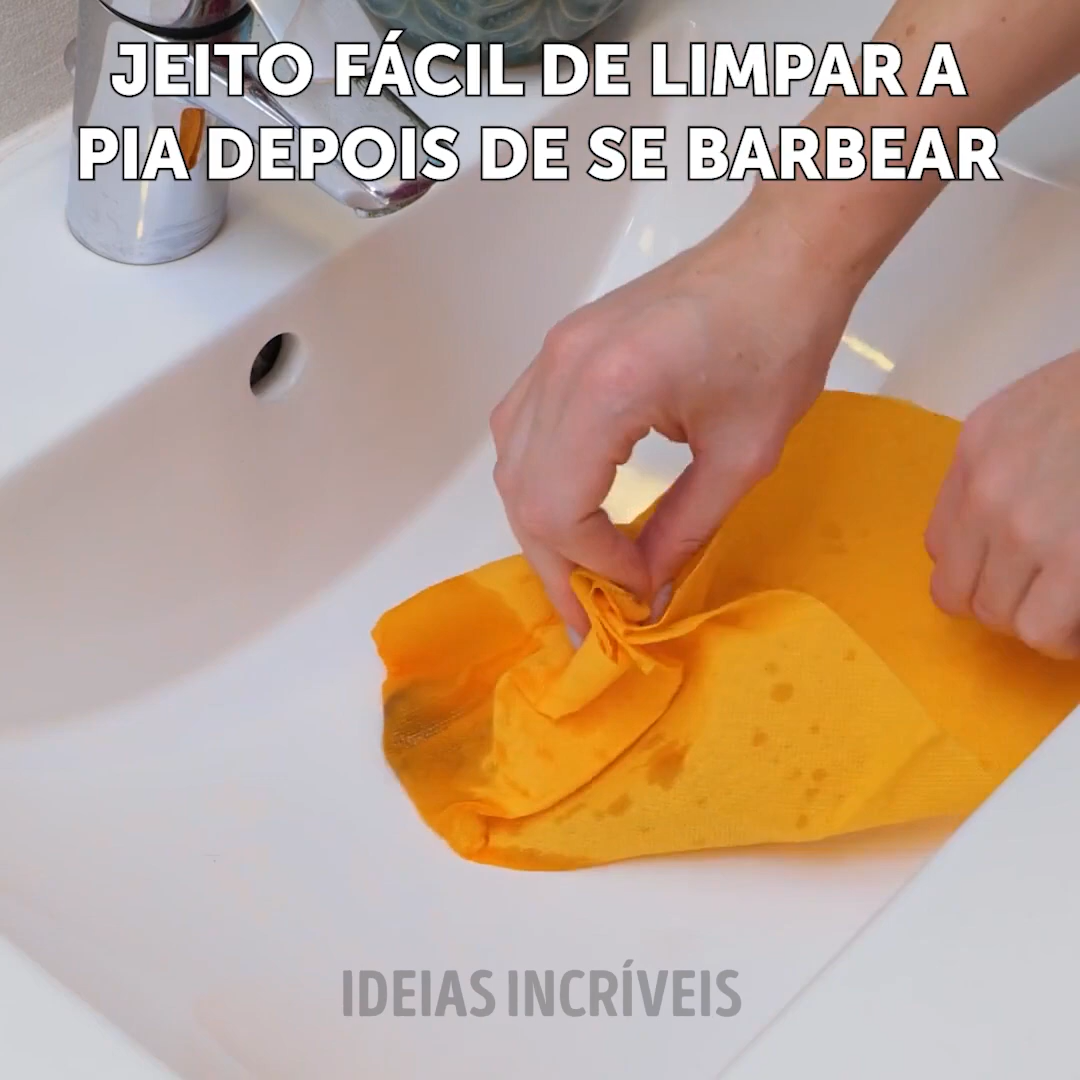 JEITO FÁCIL DE LIMPAR A
PIA DEPOIS DE SE BARBEAR
IDEIAS INCRÍVEIS